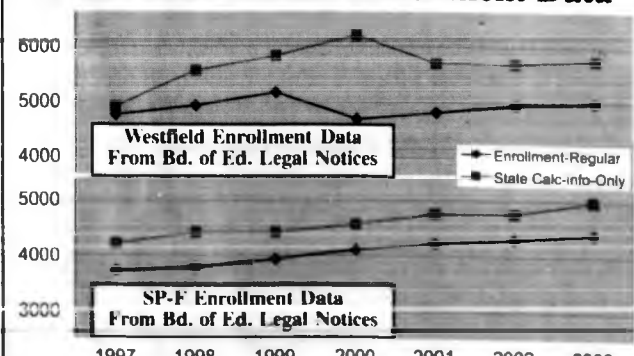 6000
5000
4000
Westfield Enrollment Data
From Bd. of Ed. Legal Notices
Enrollment-Regular
State Calc-info-Only
5000
4000
3000
SP-F Enrollment Data
From Bd. of Ed. Legal Notices
1997 1998 1999 2000 2001